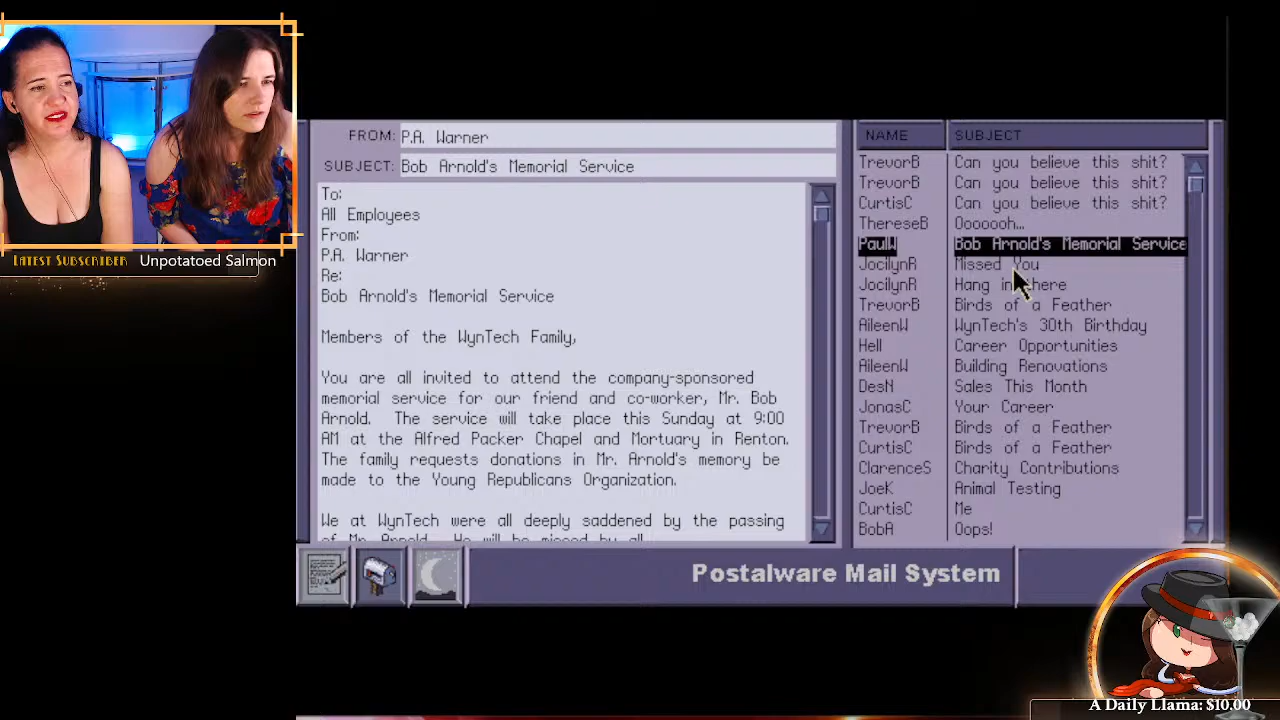 LATEST SUBSCRIBER Unpotatoed Salmon
FROM: P.A. Warner
SUBJECT: Bob Arnold's Memorial Service
To:
All Employees
From:
P.A. Warner
Re:
Bob Arnold's Memorial Service
Members of the WynTech Family,
You are all invited to attend the company-sponsored
memorial service for our friend and co-worker, Mr. Bob
Arnold. The service will take place this Sunday at 9:00
AM at the Alfred Packer Chapel and Mortuary in Renton.
The family requests donations in Mr. Arnold's memory be
made to the Young Republicans Organization.
We at WynTech were all deeply saddened by the passing
of Mr. Arnold. He will be missed by all
NAME SUBJECT
TrevorB Can you believe this shit?
TrevorB Can you believe this shit?
CurtisC Can you believe this shit?
ThereseB Ooooooh...
PaulW Bob Arnold's Memorial Service
JocilynR Missed You
JocilynR Hang in there
TrevorB Birds of a Feather
AileenW WynTech's 30th Birthday
Hell Career Opportunities
AileenW Building Renovations
DesN Sales This Month
JonasC Your Career
TrevorB Birds of a Feather
CurtisC Birds of a Feather
ClarenceS Charity Contributions
JoeK Animal Testing
CurtisC Me
BobA Oops!
Postalware Mail System
A Daily Llama: $10.00